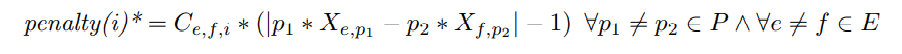 penalty(i)* = C_{e,f,i} * (|p_1 * X_{e,p_1} − p_2 * X_{f,p_2}| − 1) ∀p_1 ≠ p_2 ∈ P ∧ ∀e ≠ f ∈ E